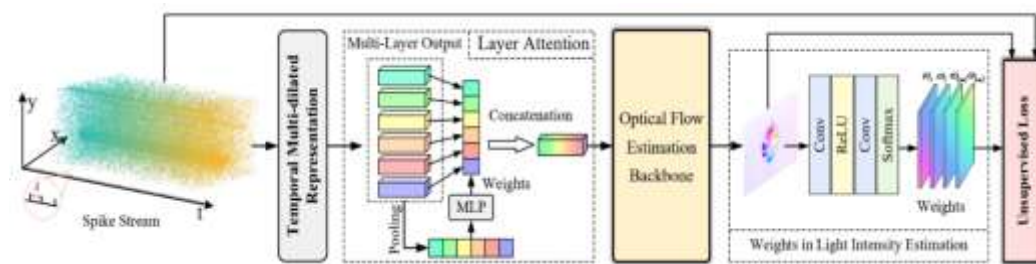 y
x
t
Spike Stream
Temporal Multi-dilated
Representation
Multi-Layer Output
Layer Attention
Concatenation
Weights
MLP
Pooling
Optical Flow
Estimation
Backbone
Conv
ReLU
Conv
Softmax
Weights
Weights in Light Intensity Estimation
Unsupervised Loss